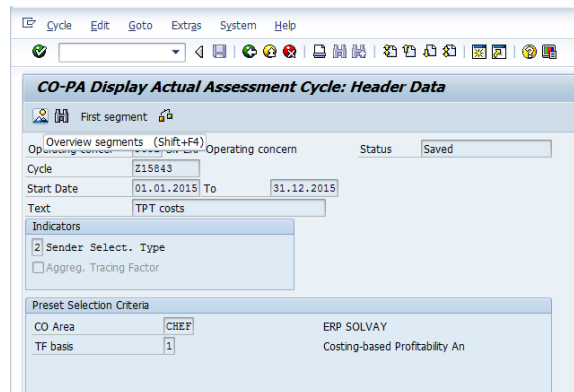 Cycle Edit Goto Extras System Help
CO-PA Display Actual Assessment Cycle: Header Data
First segment
Overview segments (Shift+F4)
Operating concern Status Saved
Cycle Z15843
Start Date 01.01.2015 To 31.12.2015
Text TPT costs
Indicators
2 Sender Select. Type
Aggreg. Tracing Factor
Preset Selection Criteria
CO Area CHEF ERP SOLVAY
TF basis 1 Costing-based Profitability An